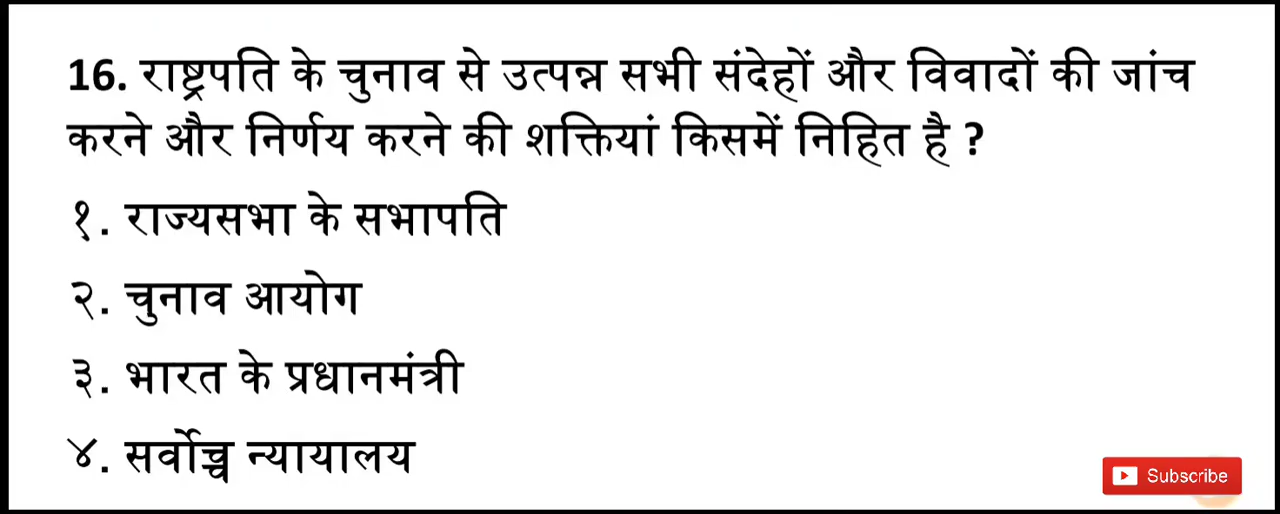 16. राष्ट्रपति के चुनाव से उत्पन्न सभी संदेहों और विवादों की जांच
करने और निर्णय करने की शक्तियां किसमें निहित है ?
१. राज्यसभा के सभापति
२. चुनाव आयोग
३. भारत के प्रधानमंत्री
४. सर्वोच्च न्यायालय
Subscribe